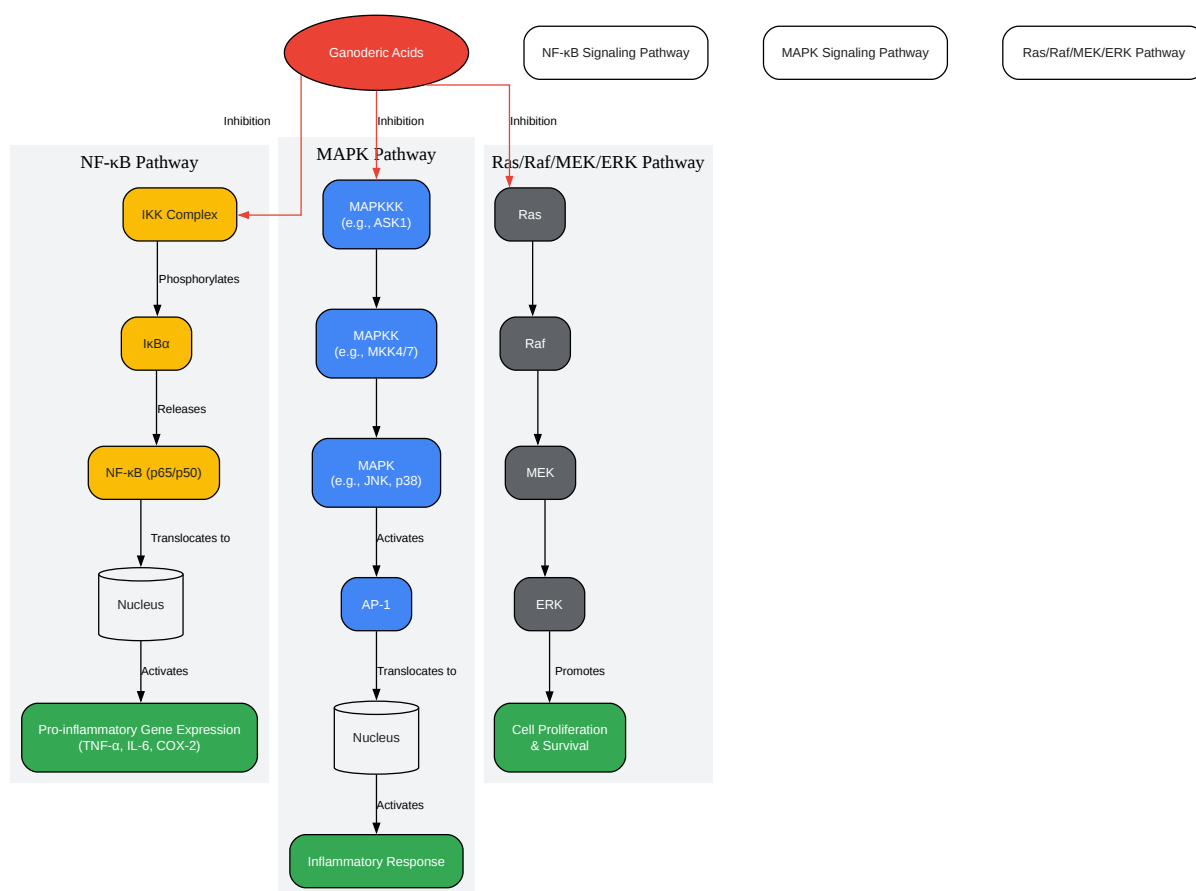 Ganoderic Acids
NF-κB Signaling Pathway
MAPK Signaling Pathway
Ras/Raf/MEK/ERK Pathway
Inhibition
Inhibition
Inhibition
NF-κB Pathway
IKK Complex
Phosphorylates
IκBα
Releases
NF-κB (p65/p50)
Translocates to
Nucleus
Activates
Pro-inflammatory Gene Expression
(TNF-α, IL-6, COX-2)
MAPK Pathway
MAPKKK
(e.g., ASK1)
MAPKK
(e.g., MKK4/7)
MAPK
(e.g., JNK, p38)
Activates
AP-1
Translocates to
Nucleus
Activates
Inflammatory Response
Ras/Raf/MEK/ERK Pathway
Ras
Raf
MEK
ERK
Promotes
Cell Proliferation
& Survival